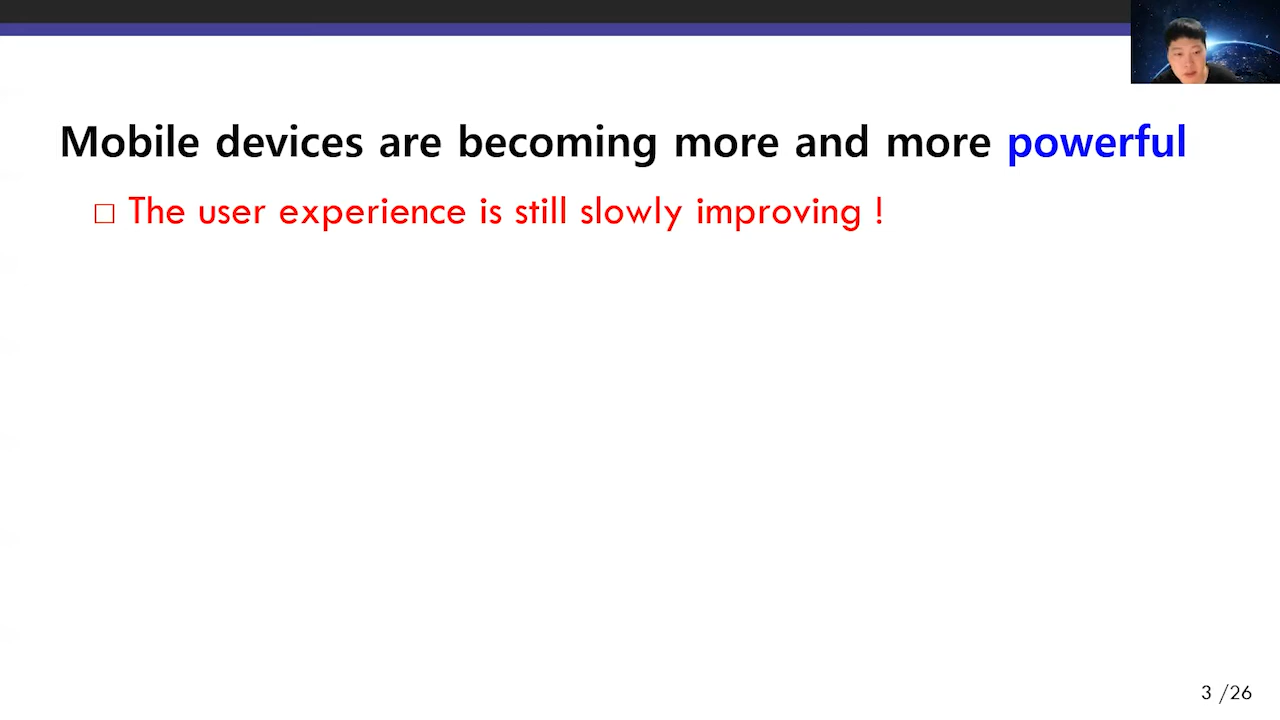 Mobile devices are becoming more and more powerful
□ The user experience is still slowly improving !
3 /26